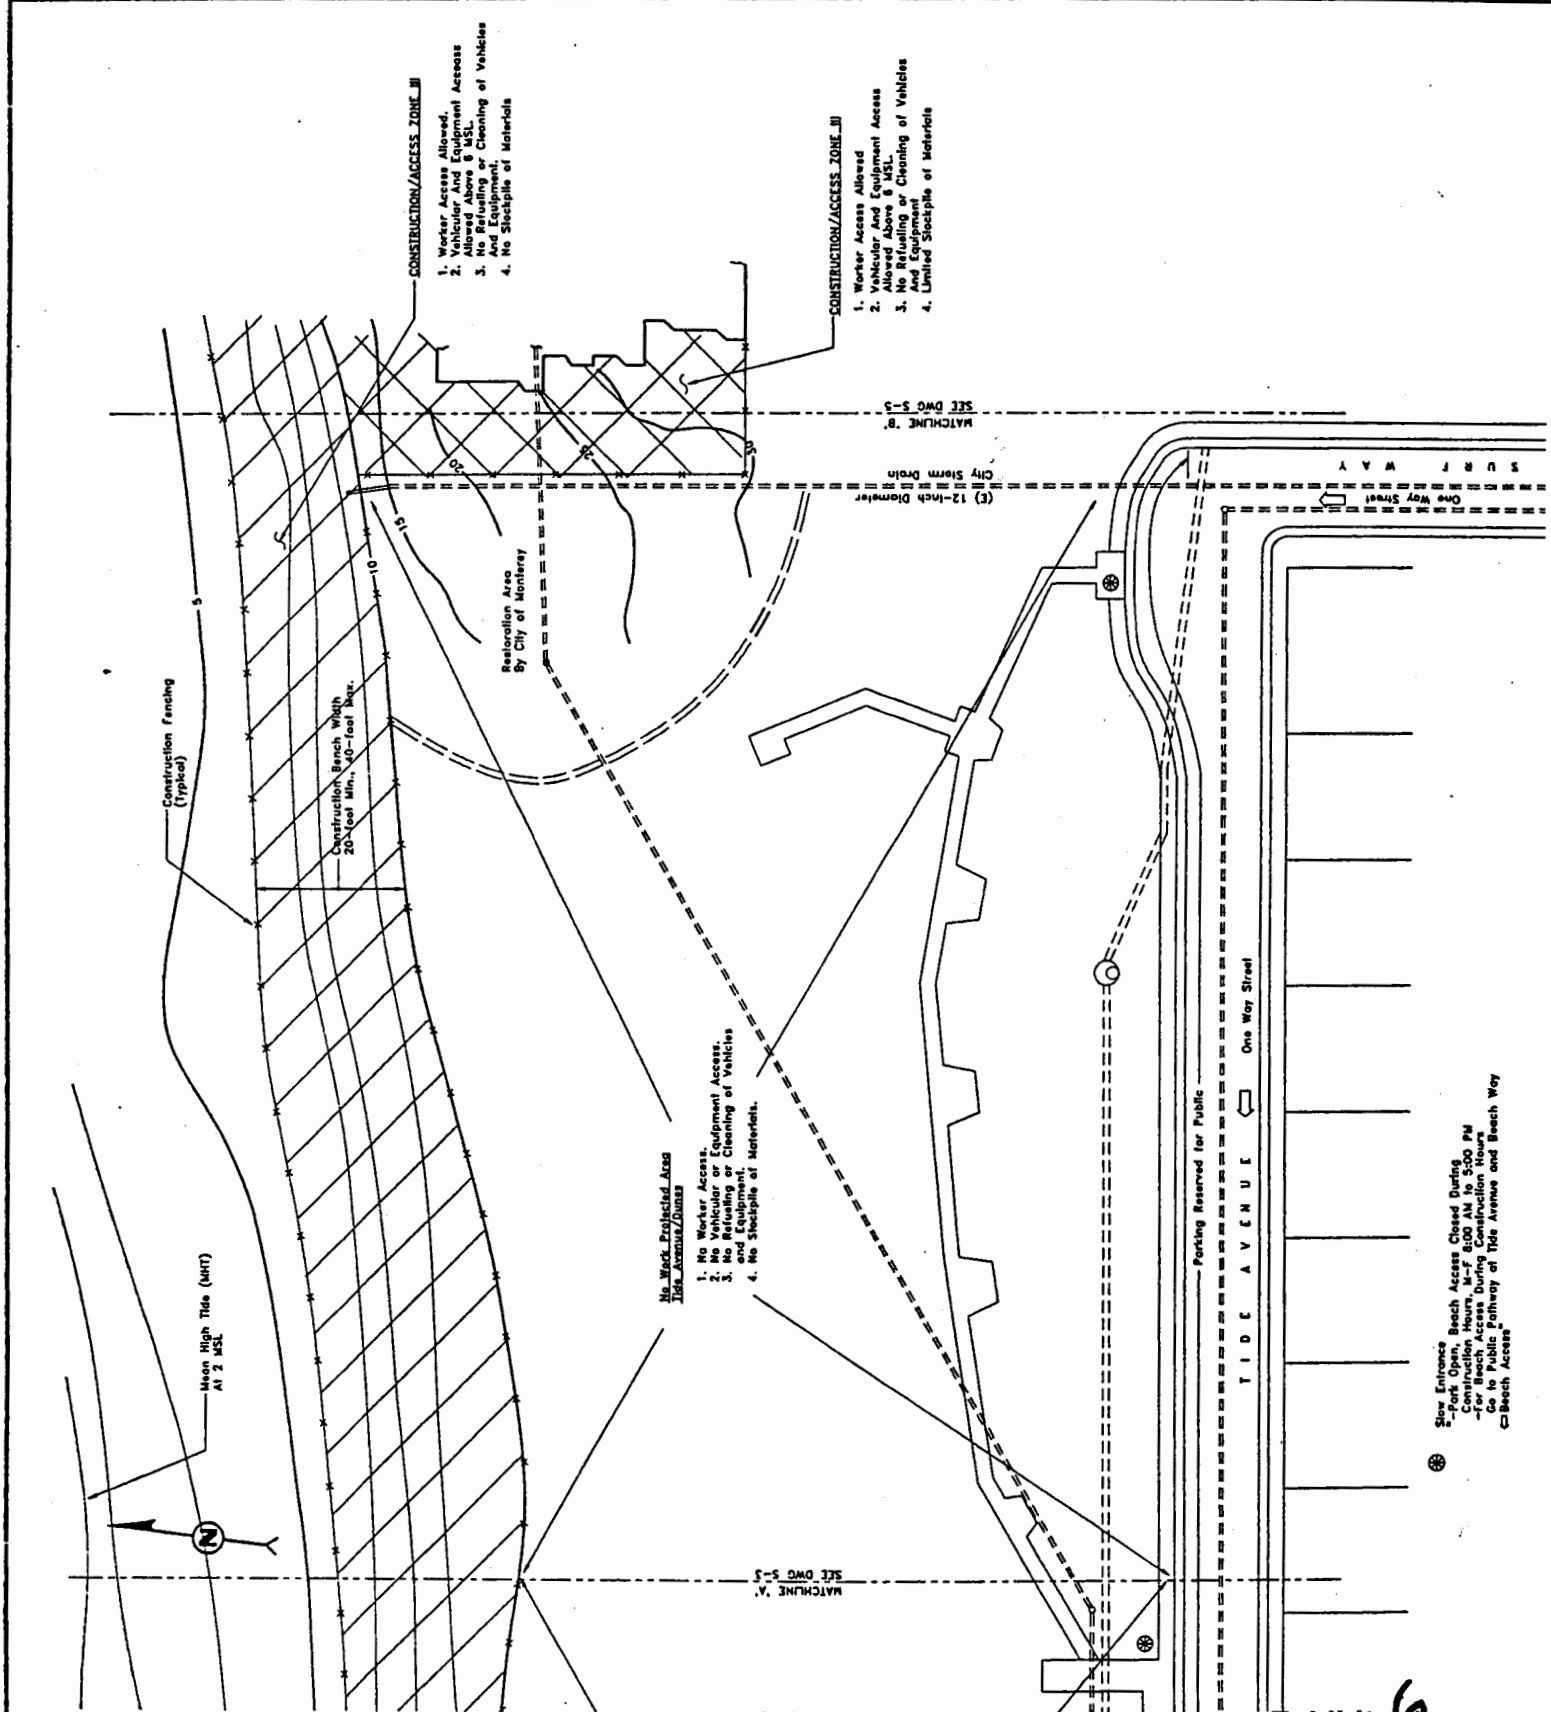 CONSTRUCTION/ACCESS ZONE III
1. Worker Access Allowed.
2. Vehicular And Equipment Acceass
Allowed Above 6 MSL.
3. No Refueling or Cleaning of Vehicles
And Equipment.
4. No Stockpile of Materials
CONSTRUCTION/ACCESS ZONE II
1. Worker Access Allowed
2. Vehicular And Equipment Access
Allowed Above 6 MSL.
3. No Refueling or Cleaning of Vehicles
And Equipment
4. Limited Stockpile of Materials
MATCHLINE 'B'
SEE DWG S-5
(E) 12-Inch Diameter
City Storm Drain
SURF WAY
One Way Street
5
10
15
20
25
Restoration Area
By City of Monterey
Construction Fencing
(Typical)
Construction Bench Width
20-foot Min., 40-foot Max.
Mean High Tide (MHT)
At 2 MSL
N
No Work Protected Area
Tide Avenue/Dunes
1. No Worker Access.
2. No Vehicular or Equipment Access.
3. No Refueling or Cleaning of Vehicles
and Equipment.
4. No Stockpile of Materials.
Parking Reserved for Public
TIDE AVENUE
One Way Street
MATCHLINE 'A'
SEE DWG S-3
Slow Entrance
"-Park Open, Beach Access Closed During
Construction Hours, M-F 8:00 AM to 5:00 PM
-For Beach Access During Construction Hours
Go to Public Pathway at Tide Avenue and Beach Way
Beach Access"